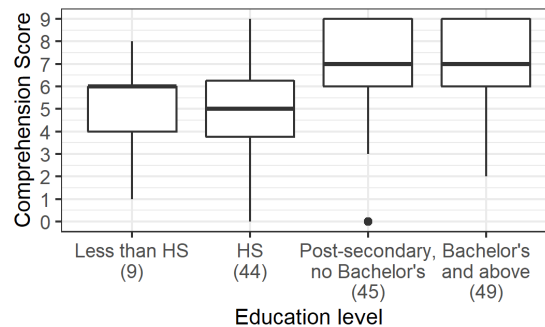 Comprehension Score
9
8
7
6
5
4
3
2
1
0
Less than HS
(9)
HS
(44)
Post-secondary,
no Bachelor's
(45)
Bachelor's
and above
(49)
Education level